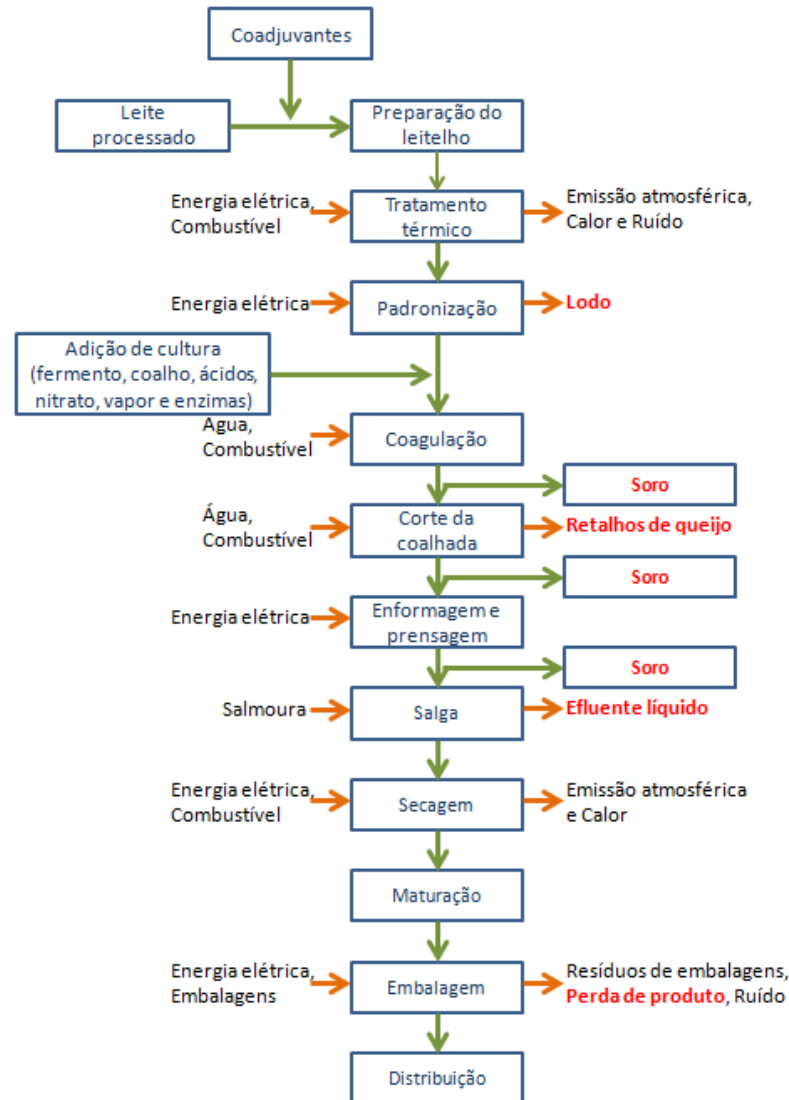 Coadjuvantes
Leite
processado
Preparação do
leitelho
Energia elétrica,
Combustível
Tratamento
térmico
Emissão atmosférica,
Calor e Ruído
Energia elétrica
Padronização
Lodo
Adição de cultura
(fermento, coalho, ácidos,
nitrato, vapor e enzimas)
Água,
Combustível
Coagulação
Soro
Água,
Combustível
Corte da
coalhada
Retalhos de queijo
Soro
Energia elétrica
Enformagem e
prensagem
Soro
Salmoura
Salga
Efluente líquido
Energia elétrica,
Combustível
Secagem
Emissão atmosférica
e Calor
Maturação
Energia elétrica,
Embalagens
Embalagem
Resíduos de embalagens,
Perda de produto, Ruído
Distribuição